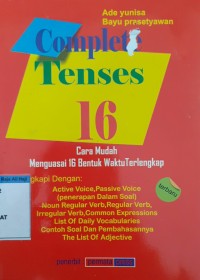 Ade yunisa
Bayu prasetyawan
Complete
Tenses
16
Cara Mudah
Menguasai 16 Bentuk WaktuTerlengkap
gkapi Dengan:
terbaru
Active Voice,Passive Voice
(penerapan Dalam Soal)
Noun Regular Verb,Regular Verb,
Irregular Verb,Common Expressions
List Of Daily Vocabularies
Contoh Soal Dan Pembahasannya
The List Of Adjective